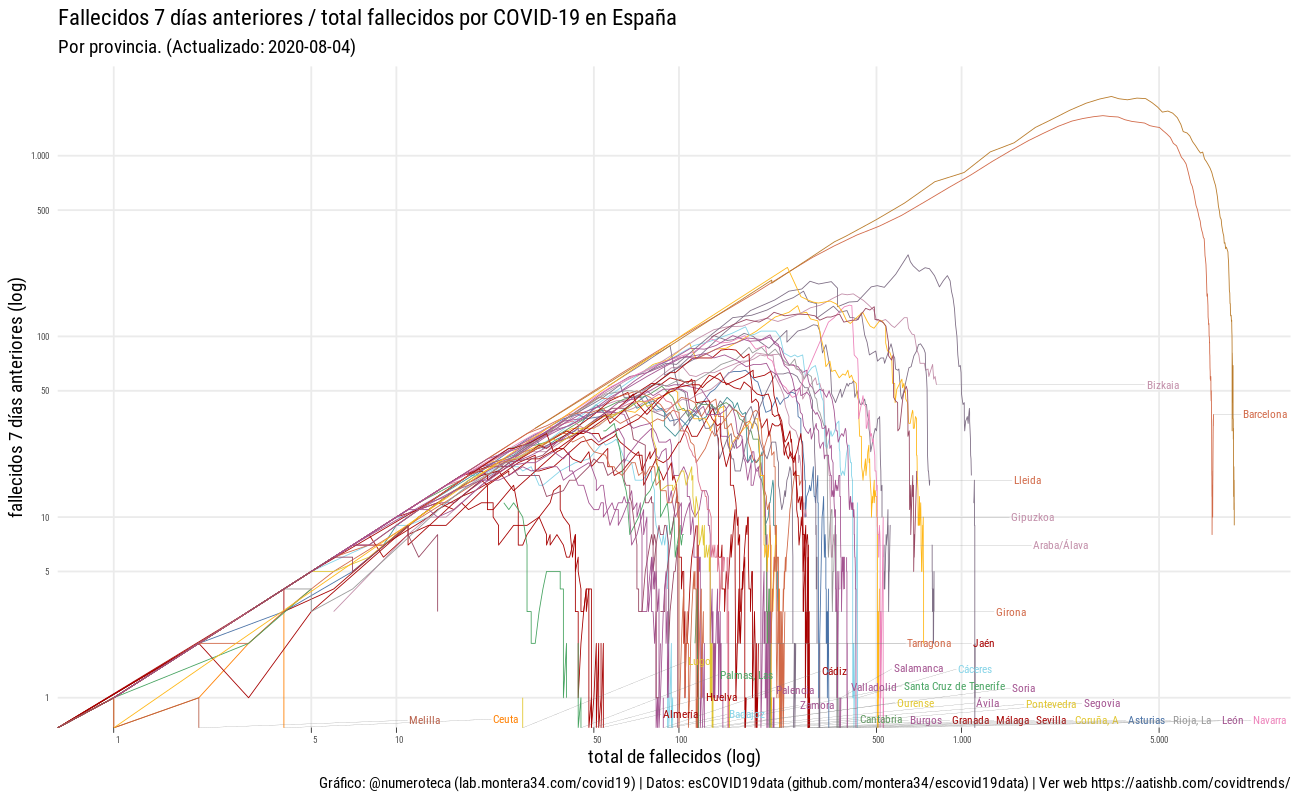 Fallecidos 7 días anteriores / total fallecidos por COVID-19 en España
Por provincia. (Actualizado: 2020-08-04)
fallecidos 7 días anteriores (log)
1.000
500
100
50
10
5
1
Bizkaia
Barcelona
Lleida
Gipuzkoa
Araba/Álava
Girona
Tarragona
Jaén
Lugo
Palmas, Las
Cádiz
Salamanca
Cáceres
Palencia
Valladolid
Santa Cruz de Tenerife
Soria
Huelva
Zamora
Ourense
Ávila
Pontevedra
Segovia
Almería
Badajoz
Melilla
Ceuta
Cantabria
Burgos
Granada
Málaga
Sevilla
Coruña, A
Asturias
Rioja, La
León
Navarra
1
5
10
50
100
500
1.000
5.000
total de fallecidos (log)
Gráfico: @numeroteca (lab.montera34.com/covid19) | Datos: esCOVID19data (github.com/montera34/escovid19data) | Ver web https://aatishb.com/covidtrends/